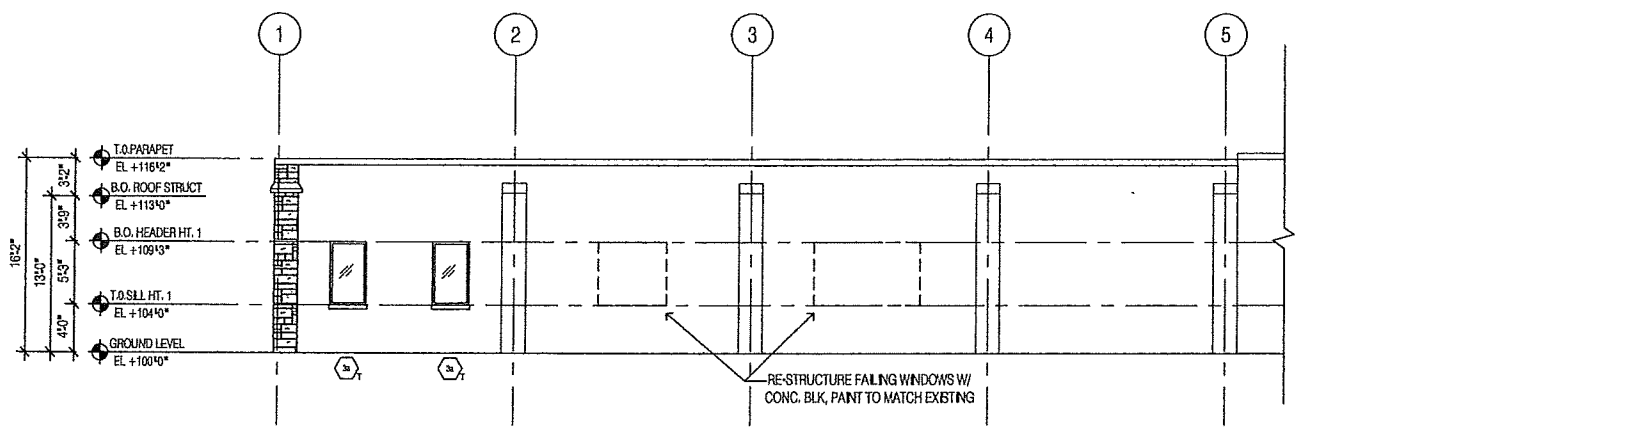 1
2
3
4
5
T.O.PARAPET
EL +116'-2"
B.O. ROOF STRUCT
EL +113'-0"
B.O. HEADER HT. 1
EL +109'-3"
T.O.SILL HT. 1
EL +104'-0"
GROUND LEVEL
EL +100'-0"
16'-2"
13'-0"
3'-2"
3'-9"
5'-3"
4'-0"
3a
T
3a
T
RE-STRUCTURE FAILING WINDOWS W/
CONC. BLK, PAINT TO MATCH EXISTING